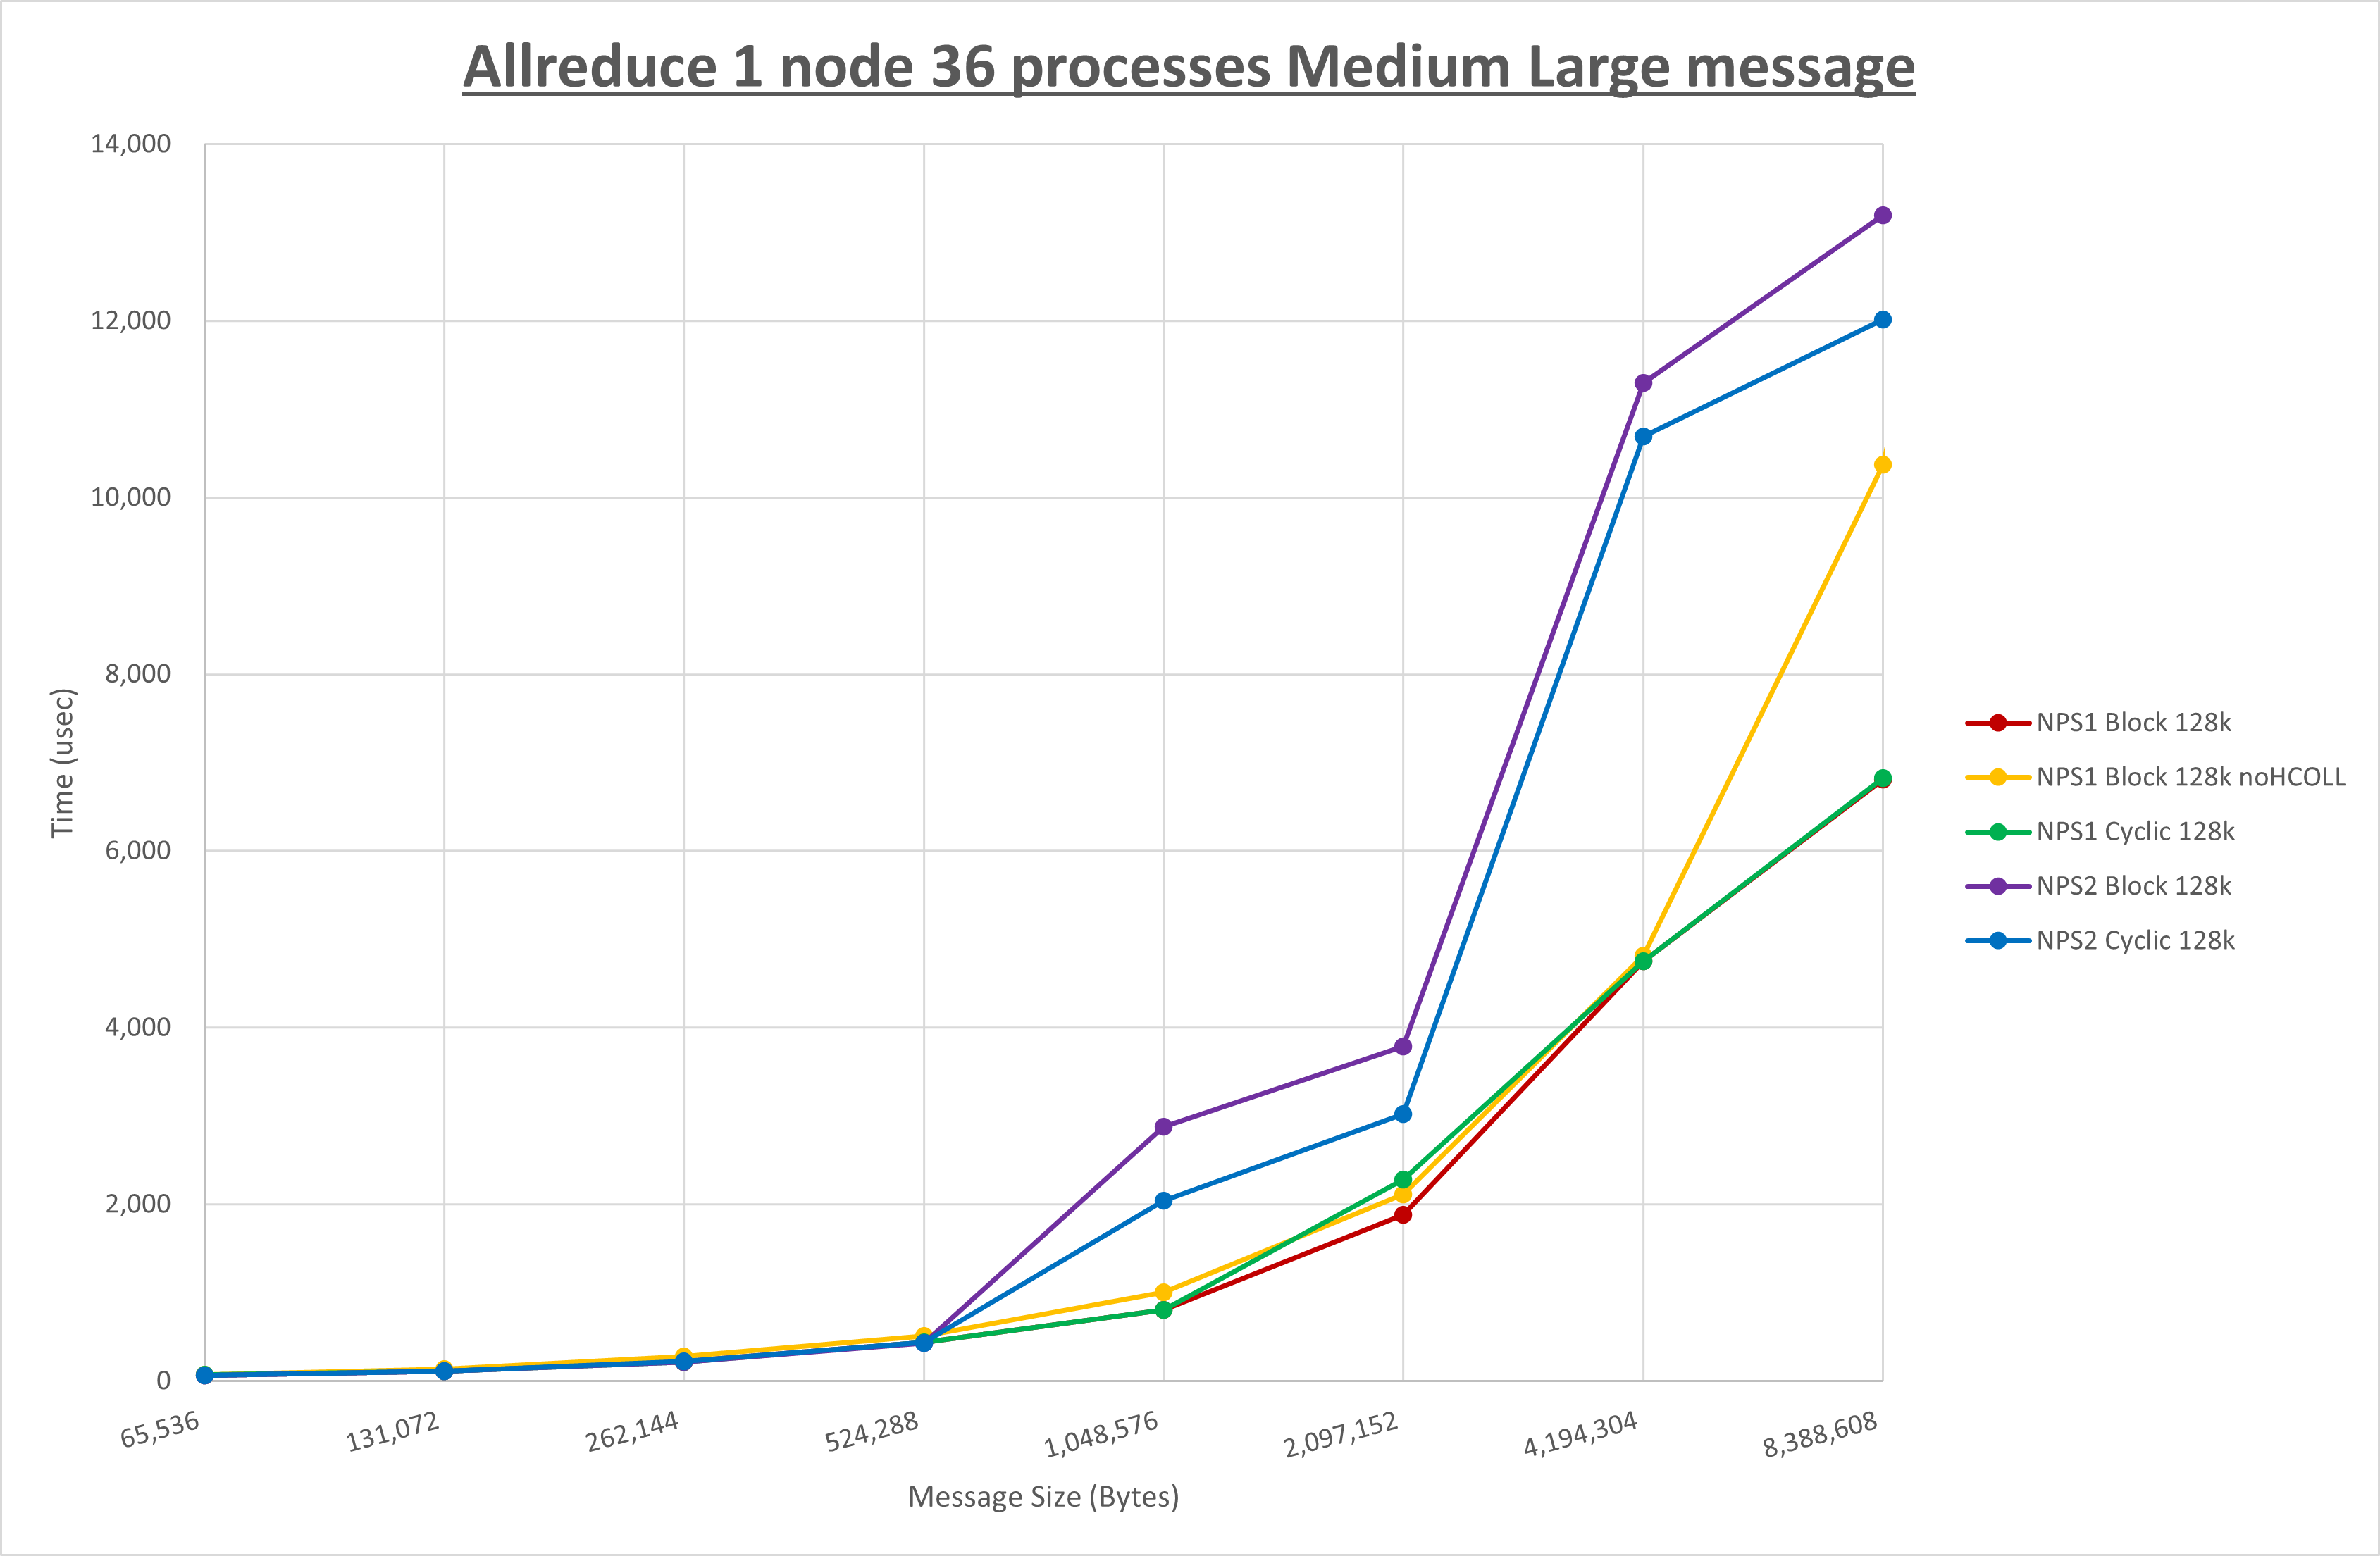 Allreduce 1 node 36 processes Medium Large message
14,000
12,000
10,000
8,000
6,000
4,000
2,000
0
Time (usec)
65,536
131,072
262,144
524,288
1,048,576
2,097,152
4,194,304
8,388,608
Message Size (Bytes)
NPS1 Block 128k
NPS1 Block 128k noHCOLL
NPS1 Cyclic 128k
NPS2 Block 128k
NPS2 Cyclic 128k